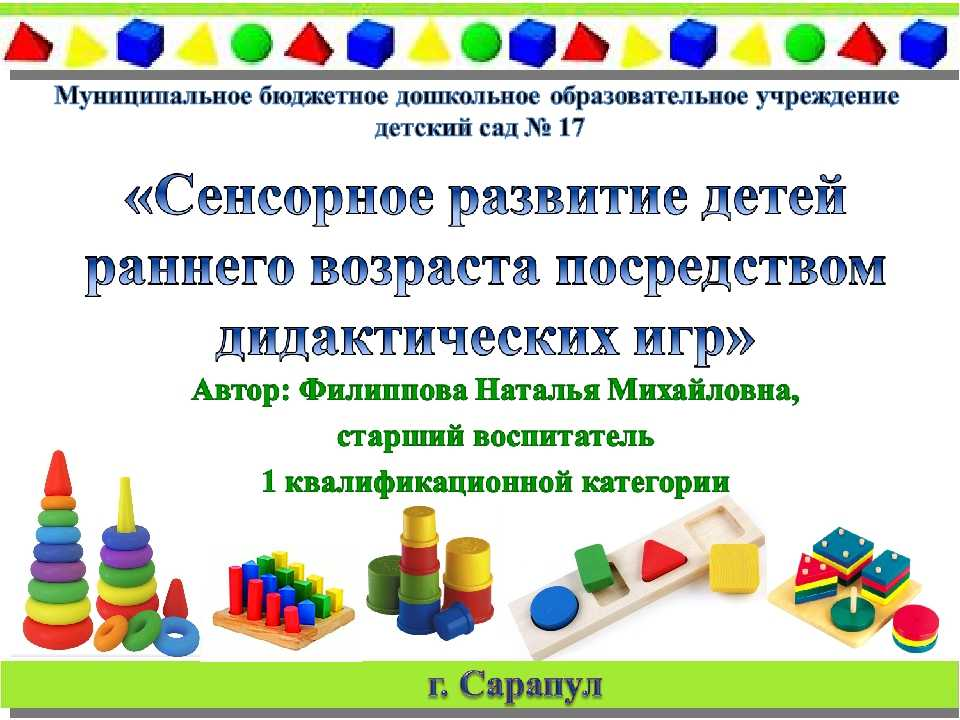 Муниципальное бюджетное дошкольное образовательное учреждение
детский сад № 17
«Сенсорное развитие детей
раннего возраста посредством
дидактических игр»
Автор: Филиппова Наталья Михайловна,
старший воспитатель
1 квалификационной категории
г. Сарапул